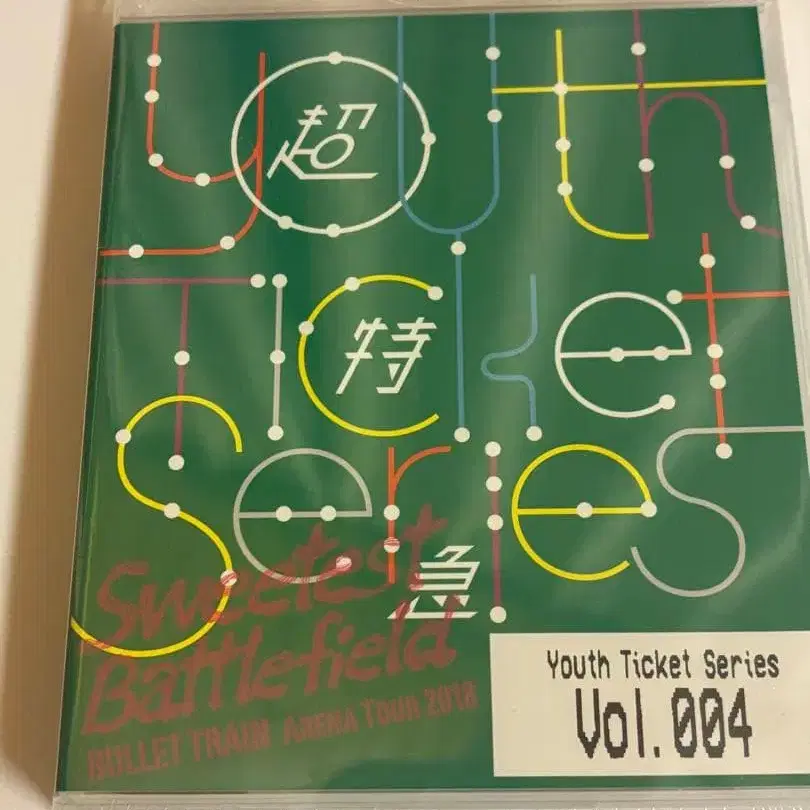 Youth
超
Ticket
特
Series
急
Sweetest
Battlefield
BULLET TRAIN ARENA TOUR 2018
Youth Ticket Series
Vol.004